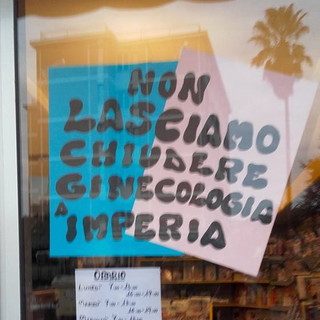 NON
LASCIAMO
CHIUDERE
GINECOLOGIA
A IMPERIA
ORARIO